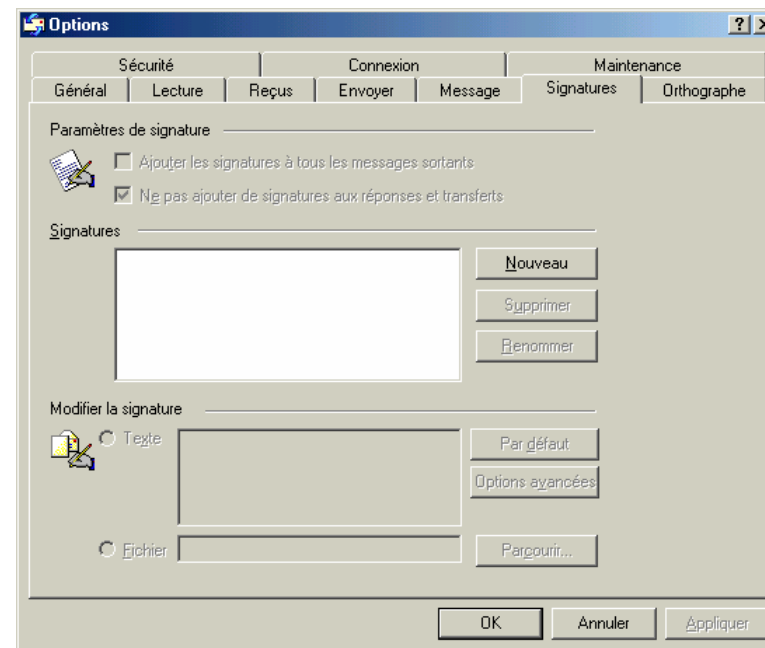 Options
Sécurité Connexion Maintenance
Général Lecture Reçus Envoyer Message Signatures Orthographe
Paramètres de signature
Ajouter les signatures à tous les messages sortants
Ne pas ajouter de signatures aux réponses et transferts
Signatures
Nouveau
Supprimer
Renommer
Modifier la signature
Texte
Par défaut
Options avancées
Fichier
Parcourir...
OK Annuler Appliquer